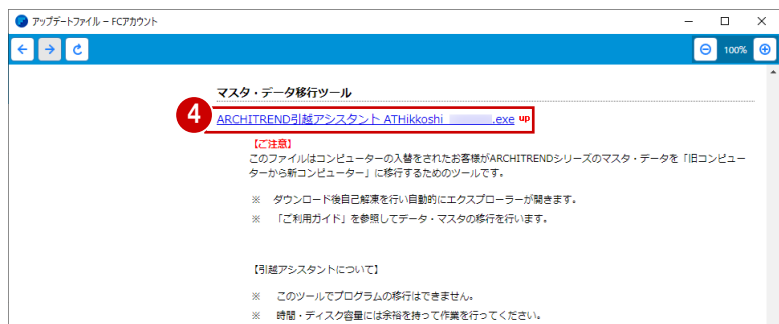 アップデートファイル – FCアカウント
100%
マスタ・データ移行ツール
4
ARCHITREND引越アシスタント ATHikkoshi .exe up
【ご注意】
このファイルはコンピューターの入替をされたお客様がARCHITRENDシリーズのマスタ・データを「旧コンピュー
ターから新コンピューター」に移行するためのツールです。
※ ダウンロード後自己解凍を行い自動的にエクスプローラーが開きます。
※ 「ご利用ガイド」を参照してデータ・マスタの移行を行います。
【引越アシスタントについて】
※ このツールでプログラムの移行はできません。
※ 時間・ディスク容量には余裕を持って作業を行ってください。